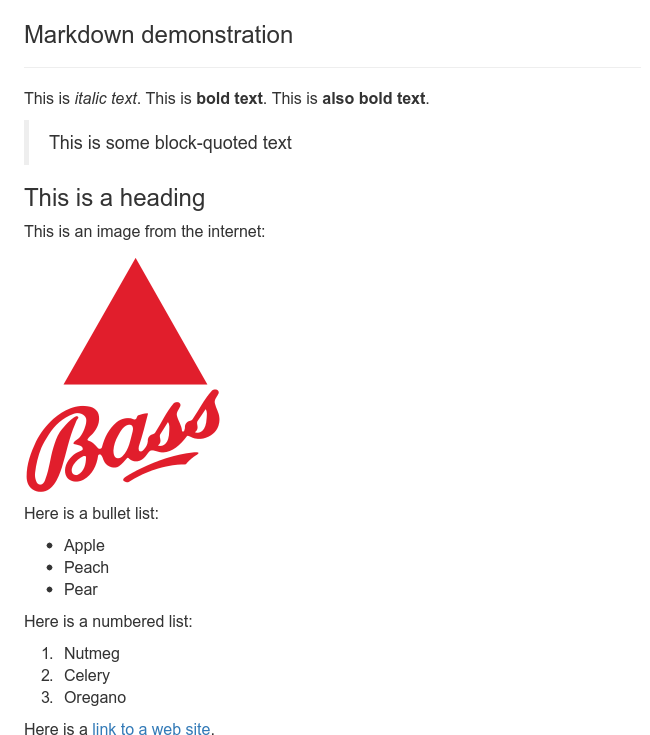 Markdown demonstration
This is italic text. This is bold text. This is also bold text.
This is some block-quoted text
This is a heading
This is an image from the internet:
Bass
Here is a bullet list:
• Apple
• Peach
• Pear
Here is a numbered list:
1. Nutmeg
2. Celery
3. Oregano
Here is a link to a web site.